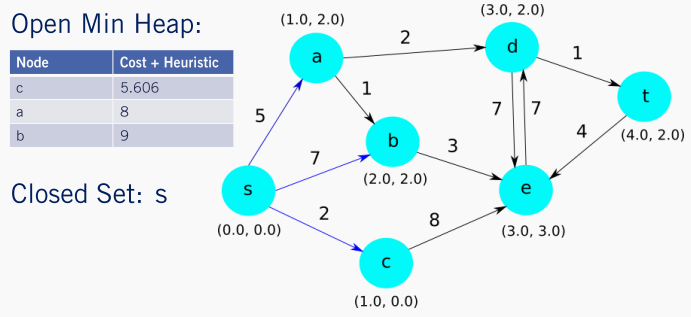 Open Min Heap:
Node Cost + Heuristic
c 5.606
a 8
b 9
Closed Set: s
(1.0, 2.0)
a
(3.0, 2.0)
d
2
1
t
(4.0, 2.0)
5
1
7
7
4
b
(2.0, 2.0)
7
3
s
(0.0, 0.0)
e
(3.0, 3.0)
2
8
c
(1.0, 0.0)